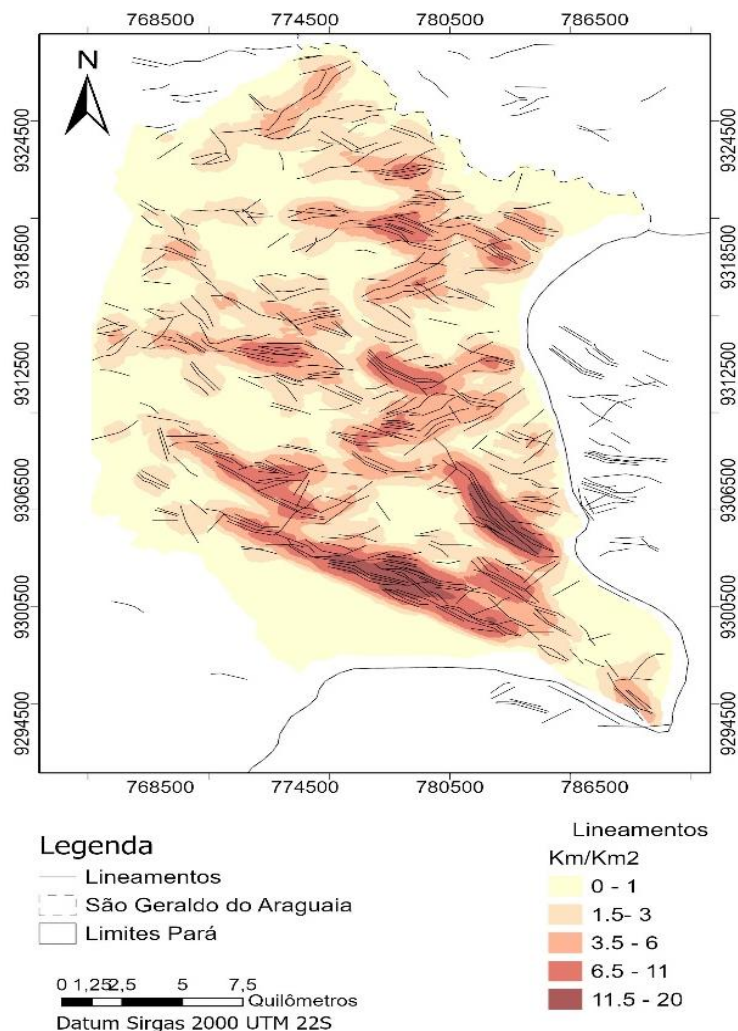 768500 774500 780500 786500
N
9324500
9318500
9312500
9306500
9300500
9294500
9324500
9318500
9312500
9306500
9300500
9294500
768500 774500 780500 786500
Legenda
Lineamentos
São Geraldo do Araguaia
Limites Pará
0 1,25 2,5 5 7,5
Quilômetros
Datum Sirgas 2000 UTM 22S
Lineamentos
Km/Km2
0 - 1
1.5- 3
3.5 - 6
6.5 - 11
11.5 - 20